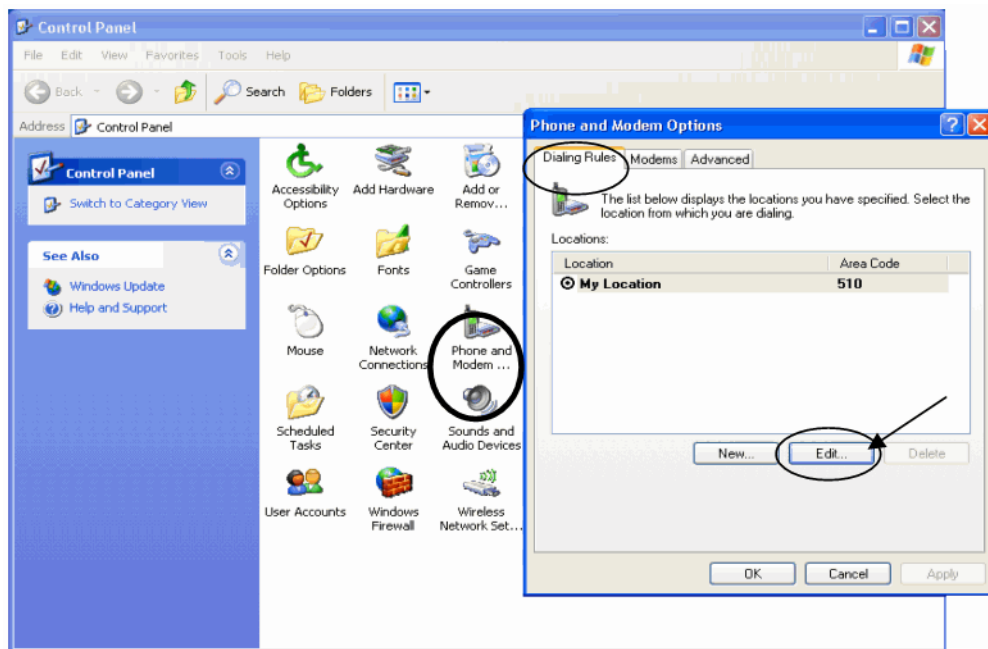 Control Panel
File Edit View Favorites Tools Help
Back Search Folders
Address Control Panel
Control Panel
Switch to Category View
See Also
Windows Update
Help and Support
Accessibility Options
Add Hardware
Add or Remov...
Folder Options
Fonts
Game Controllers
Mouse
Network Connections
Phone and Modem ...
Scheduled Tasks
Security Center
Sounds and Audio Devices
User Accounts
Windows Firewall
Wireless Network Set...
Phone and Modem Options
Dialing Rules Modems Advanced
The list below displays the locations you have specified. Select the
location from which you are dialing.
Locations:
Location Area Code
My Location 510
New... Edit... Delete
OK Cancel Apply